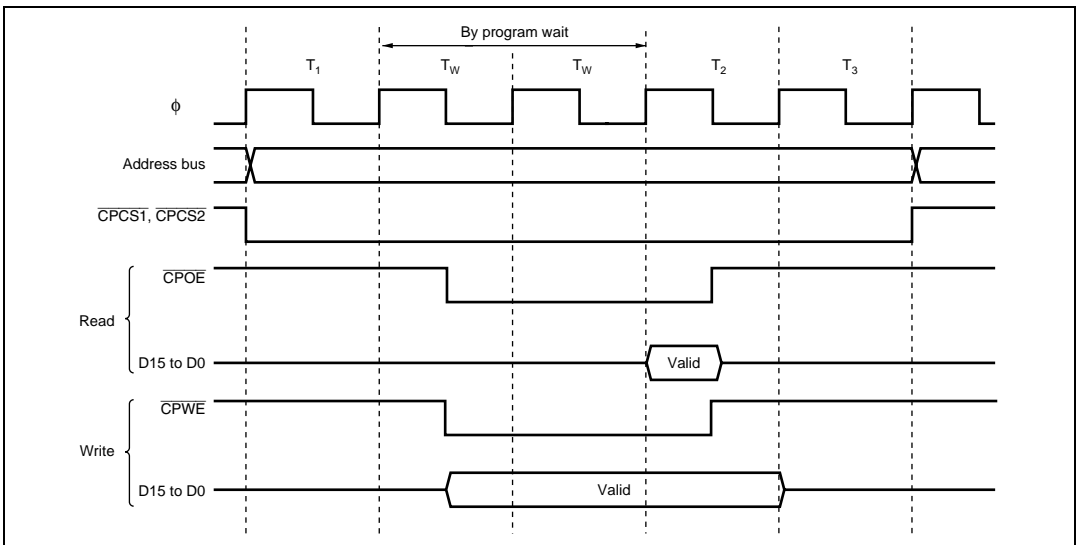 By program wait
T1 TW TW T2 T3
ϕ
Address bus
CPCS1, CPCS2
CPOE
Read
D15 to D0 Valid
CPWE
Write
D15 to D0 Valid